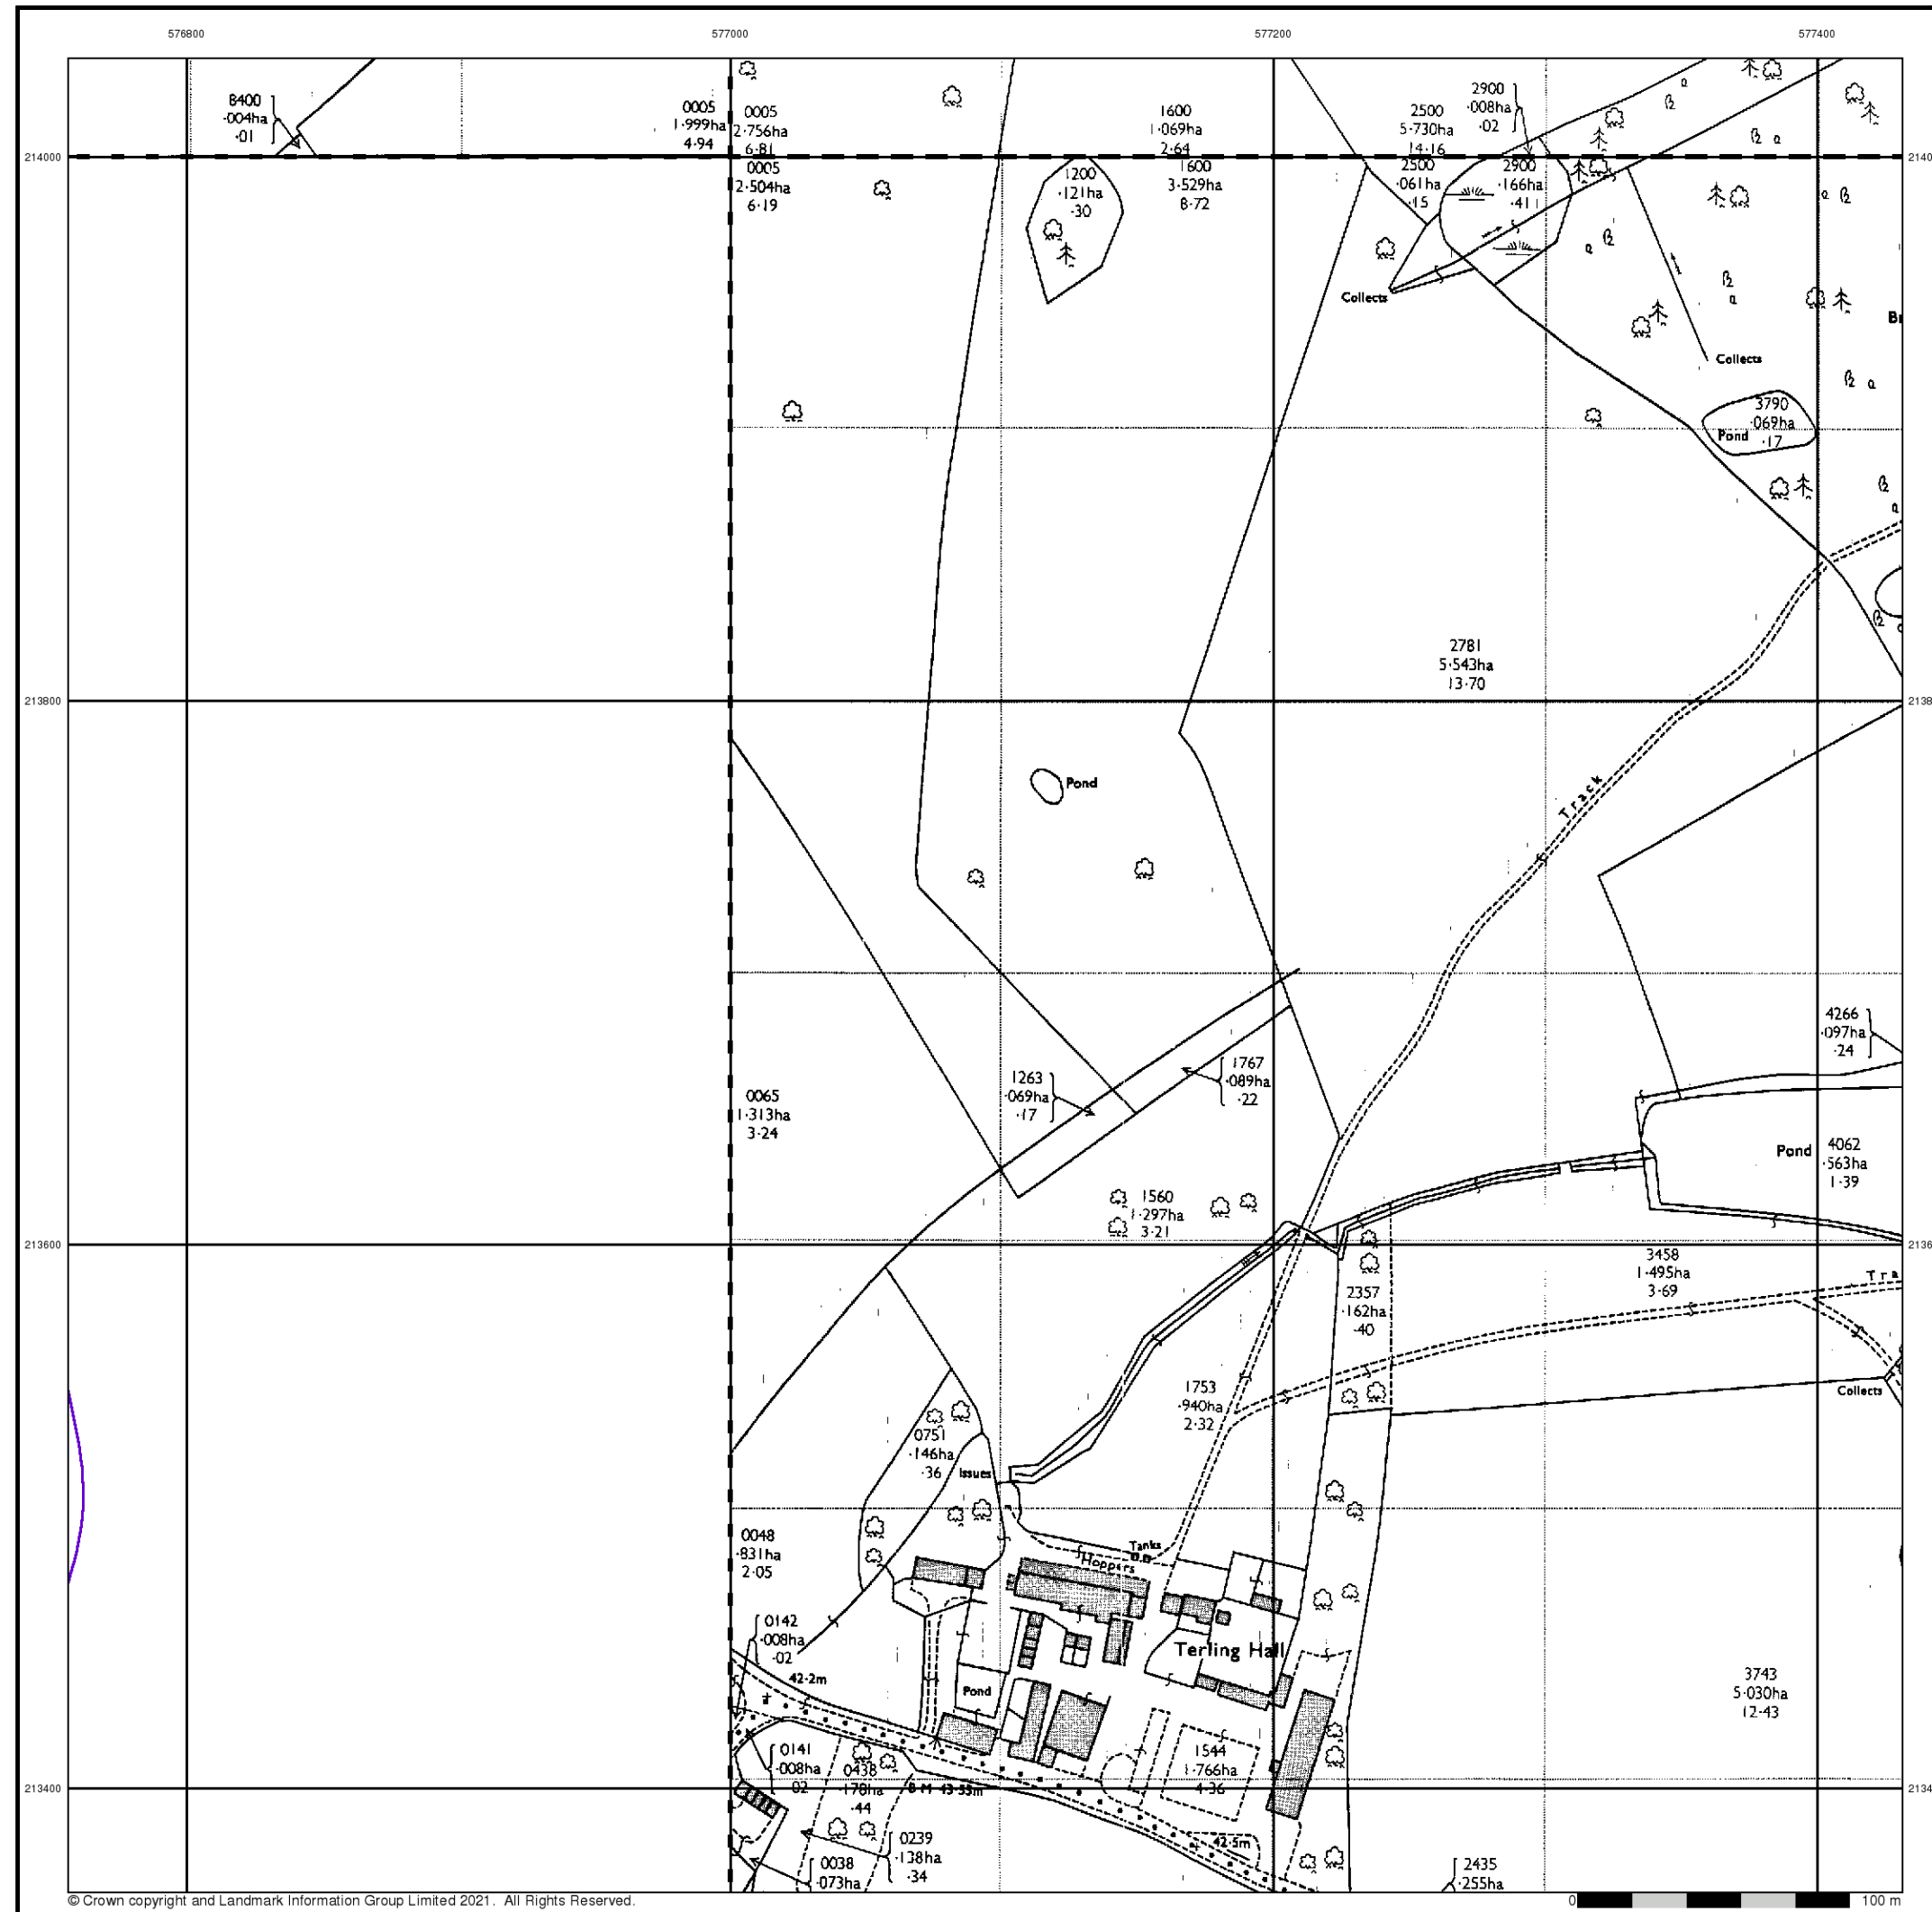 576800
577000
577200
577400
8400
·004ha
·01
0005
1·999ha
4·94
0005
2·756ha
6·81
1600
1·069ha
2·64
2500
5·730ha
14·16
2900
·008ha
·02
214000
0005
2·504ha
6·19
1200
·121ha
·30
1600
3·529ha
8·72
2500
·061ha
·15
2900
·166ha
·41
Collects
Collects
3790
·069ha
·17
Pond
2781
5·543ha
13·70
213800
Pond
Track
4266
·097ha
·24
0065
1·313ha
3·24
1263
·069ha
·17
1767
·089ha
·22
Pond
4062
·563ha
1·39
1560
1·297ha
3·21
213600
3458
1·495ha
3·69
2357
·162ha
·40
Tra
1753
·940ha
2·32
Collects
0751
·146ha
·36
Issues
0048
·831ha
2·05
Tanks
Hoppers
0142
·008ha
·02
Terling Hall
42·2m
Pond
3743
5·030ha
12·43
0141
·008ha
02
0438
·178ha
·44
B M 43·55m
1544
1·766ha
4·36
213400
42·5m
0239
·138ha
·34
0038
·073ha
2435
·255ha
© Crown copyright and Landmark Information Group Limited 2021. All Rights Reserved.
0
100 m